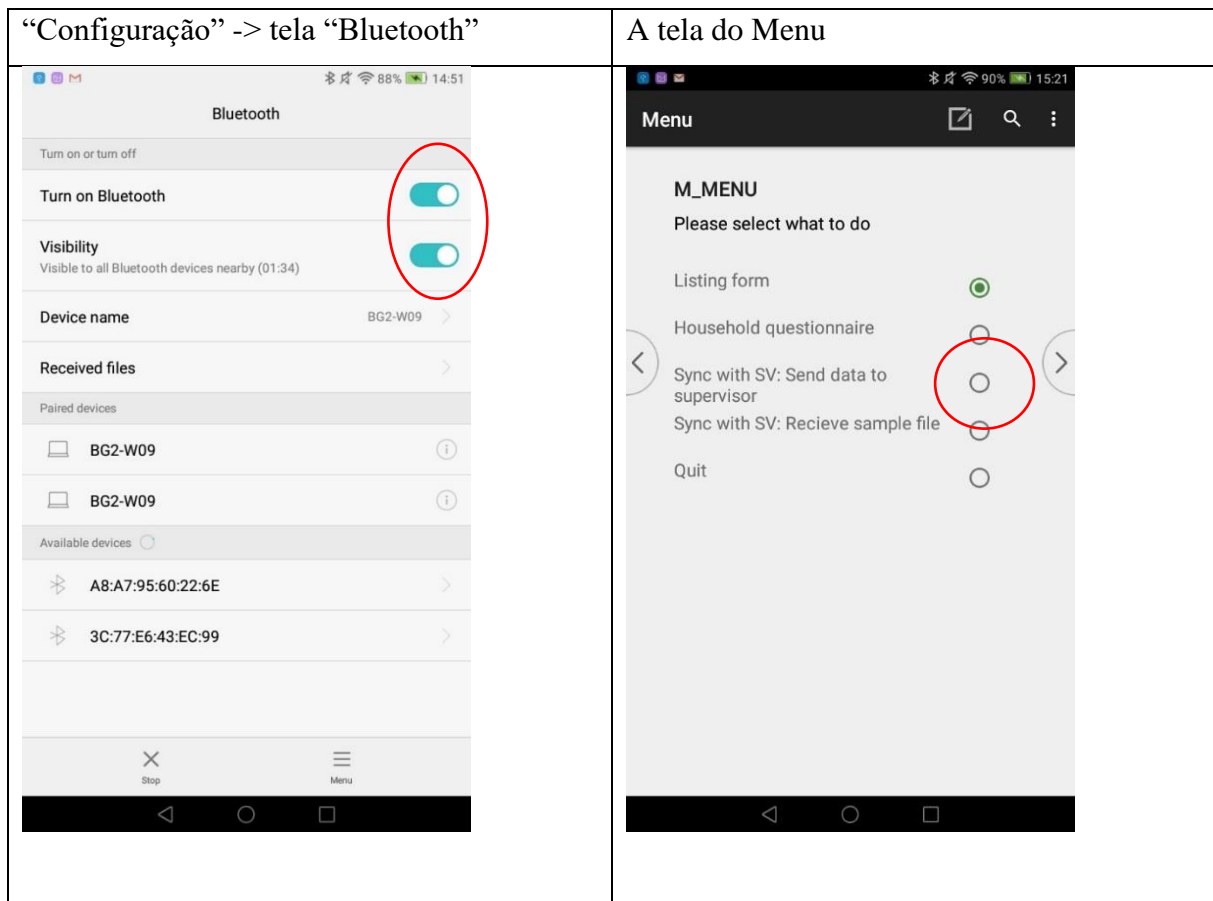 “Configuração” -> tela “Bluetooth”
A tela do Menu
88% 14:51
Bluetooth
Turn on or turn off
Turn on Bluetooth
Visibility
Visible to all Bluetooth devices nearby (01:34)
Device name BG2-W09
Received files
Paired devices
BG2-W09
BG2-W09
Available devices
A8:A7:95:60:22:6E
3C:77:E6:43:EC:99
Stop Menu
90% 15:21
Menu
M_MENU
Please select what to do
Listing form
Household questionnaire
Sync with SV: Send data to
supervisor
Sync with SV: Recieve sample file
Quit